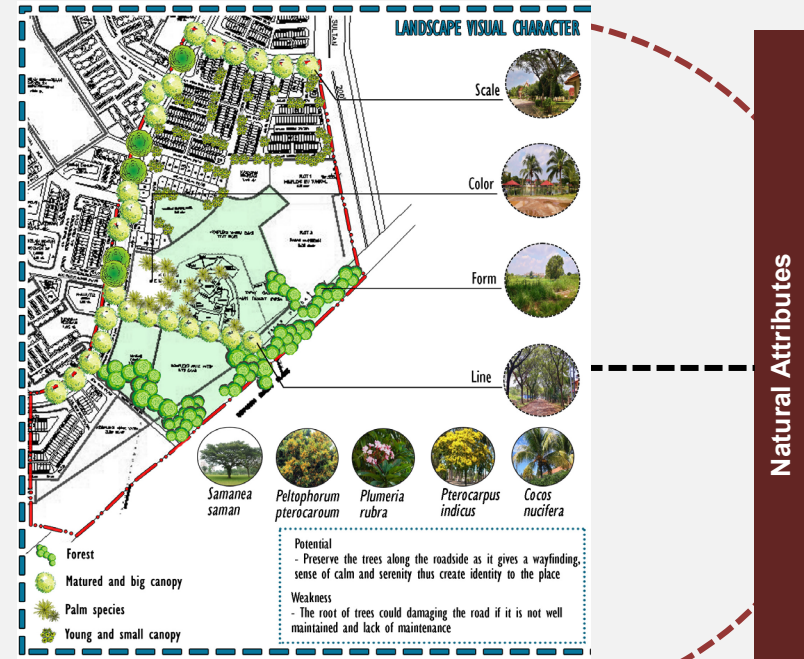 LANDSCAPE VISUAL CHARACTER
SULTAN
Scale
Color
Form
Line
Natural Attributes
Samanea
saman
Peltophorum
pterocaroum
Plumeria
rubra
Pterocarpus
indicus
Cocos
nucifera
Forest
Matured and big canopy
Palm species
Young and small canopy
Potential
- Preserve the trees along the roadside as it gives a wayfinding,
sense of calm and serenity thus create identity to the place
Weakness
- The root of trees could damaging the road if it is not well
maintained and lack of maintenance